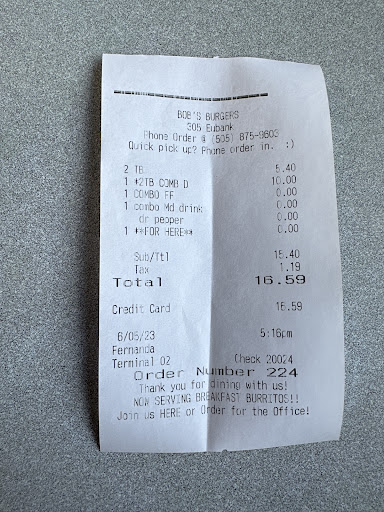 BOB'S BURGERS
305 Eubank
Phone Order @ (505) 875-9603
Quick pick up? Phone order in. :)
2 TB 5.40
1 *2TB COMB D 10.00
1 COMBO FF 0.00
1 combo Md drink 0.00
dr pepper 0.00
1 **FOR HERE** 0.00
Sub/Ttl 15.40
Tax 1.19
Total 16.59
Credit Card 16.59
6/05/23 5:16pm
Fernanda
Terminal 02 Check 20024
Order Number 224
Thank you for dining with us!
NOW SERVING BREAKFAST BURRITOS!!
Join us HERE or Order for the Office!